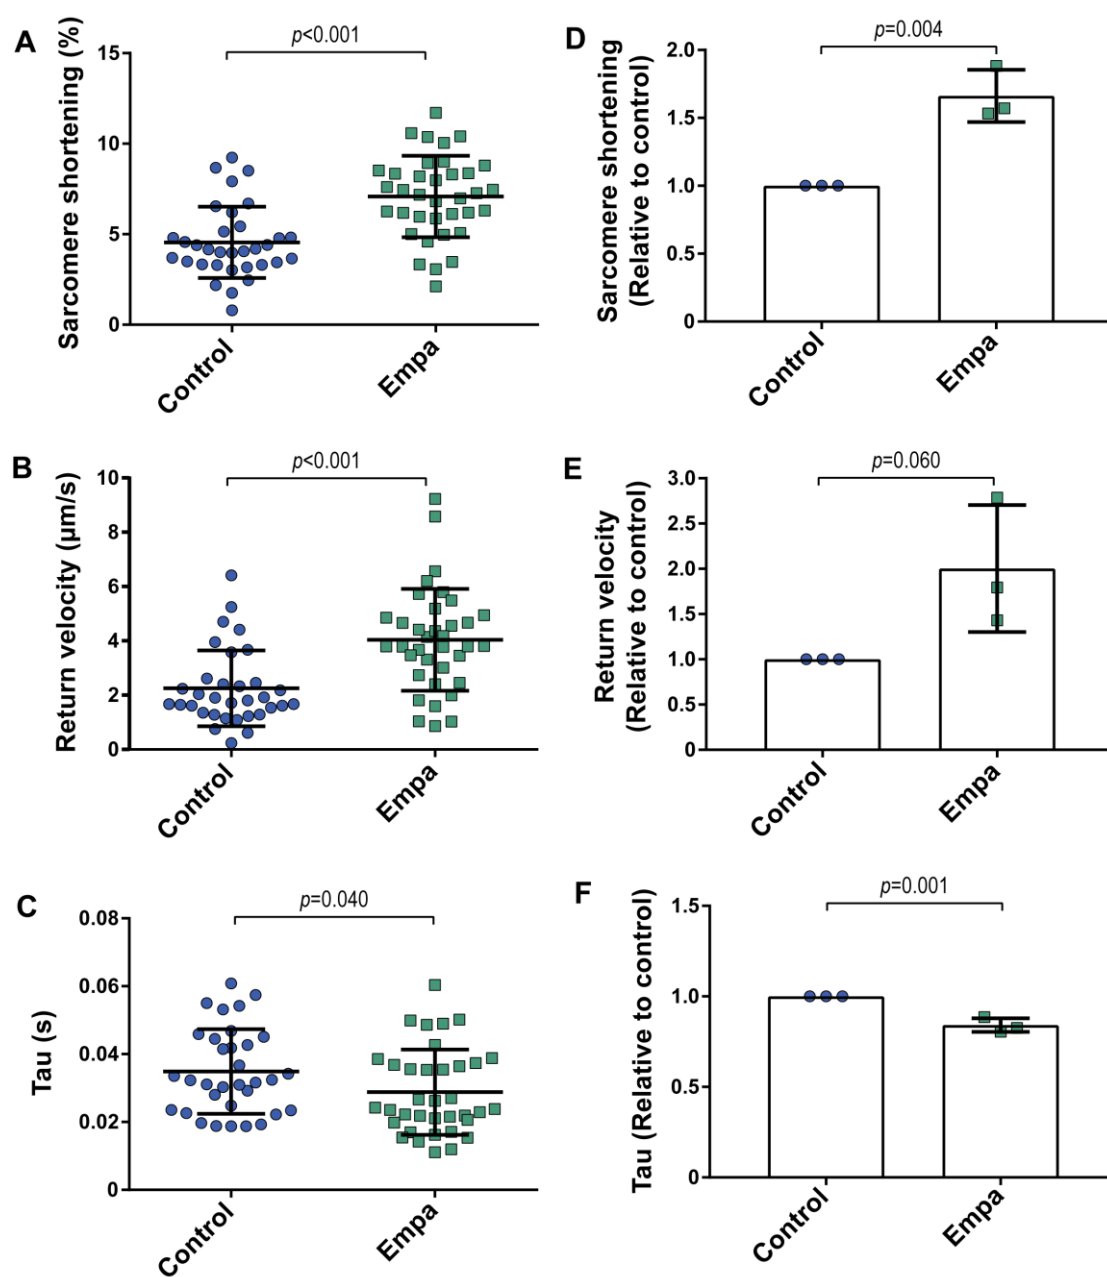 A
p<0.001
Sarcomere shortening (%)
15
10
5
0
Control
Empa
D
p=0.004
Sarcomere shortening
(Relative to control)
2.0
1.5
1.0
0.5
0
Control
Empa
B
p<0.001
Return velocity (µm/s)
10
8
6
4
2
0
Control
Empa
E
p=0.060
Return velocity
(Relative to control)
3.0
2.5
2.0
1.5
1.0
0.5
0
Control
Empa
C
p=0.040
Tau (s)
0.08
0.06
0.04
0.02
0
Control
Empa
F
p=0.001
Tau (Relative to control)
1.5
1.0
0.5
0
Control
Empa